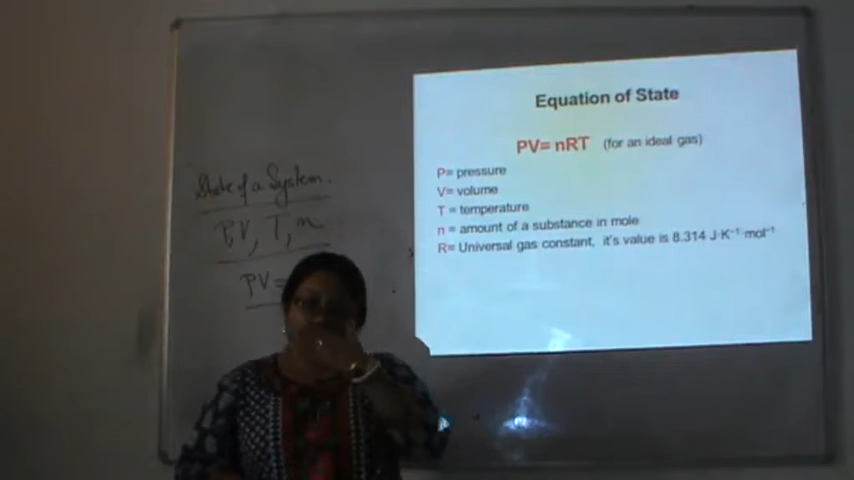 State of a System.
P, V, T, n
PV=
Equation of State
PV= nRT (for an ideal gas)
P= pressure
V= volume
T = temperature
n = amount of a substance in mole
R= Universal gas constant, it's value is 8.314 J·K⁻¹·mol⁻¹